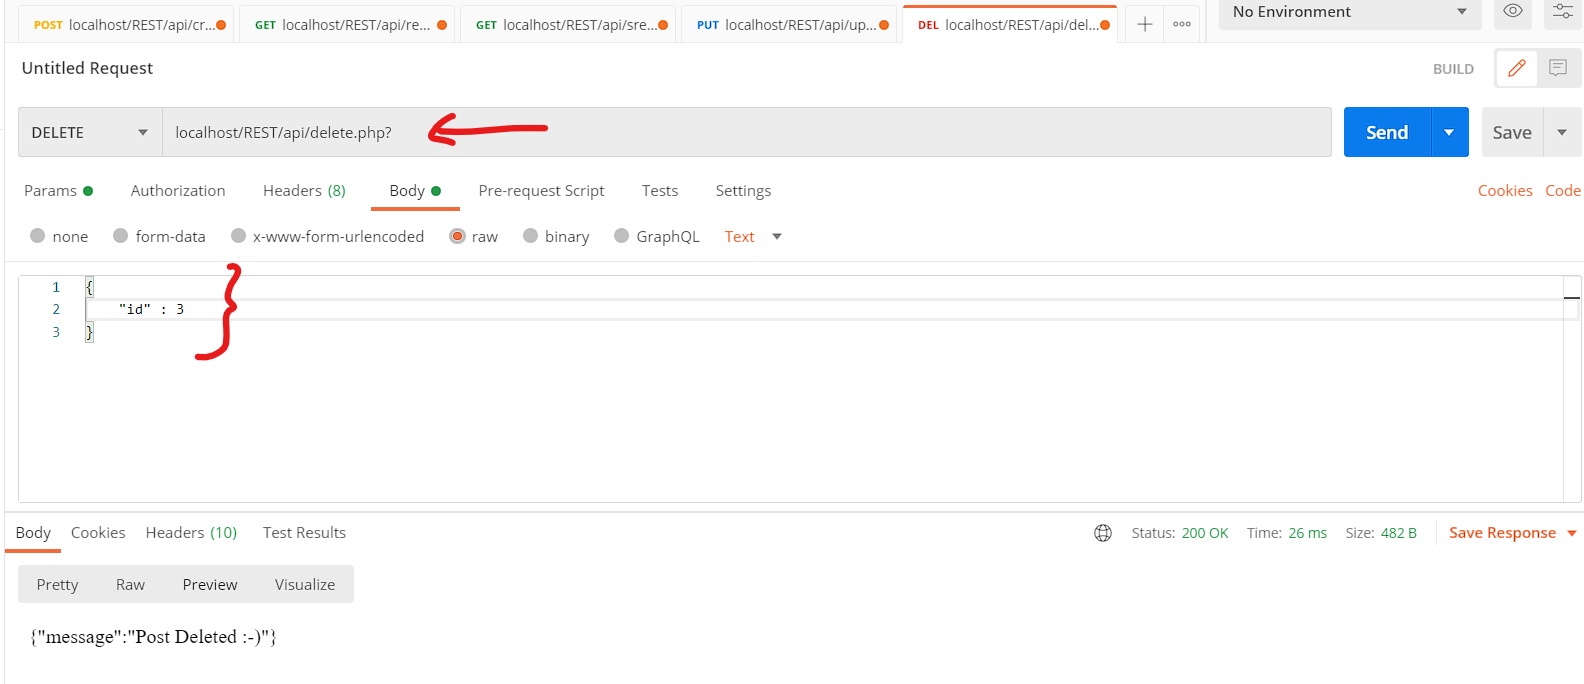 POST localhost/REST/api/cr... GET localhost/REST/api/re... GET localhost/REST/api/sre... PUT localhost/REST/api/up... DEL localhost/REST/api/del... No Environment
Untitled Request BUILD
DELETE localhost/REST/api/delete.php? Send Save
Params Authorization Headers (8) Body Pre-request Script Tests Settings Cookies Code
none form-data x-www-form-urlencoded raw binary GraphQL Text
1 {
2 "id" : 3
3 }
Body Cookies Headers (10) Test Results Status: 200 OK Time: 26 ms Size: 482 B Save Response
Pretty Raw Preview Visualize
{"message":"Post Deleted :-)"}